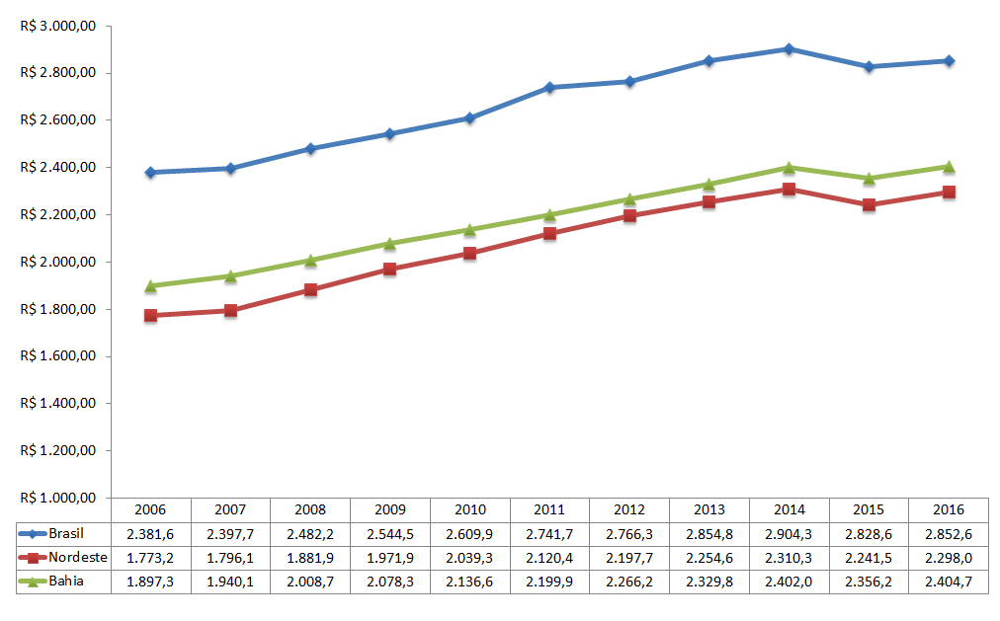 R$ 3.000,00
R$ 2.800,00
R$ 2.600,00
R$ 2.400,00
R$ 2.200,00
R$ 2.000,00
R$ 1.800,00
R$ 1.600,00
R$ 1.400,00
R$ 1.200,00
R$ 1.000,00
2006 2007 2008 2009 2010 2011 2012 2013 2014 2015 2016
Brasil 2.381,6 2.397,7 2.482,2 2.544,5 2.609,9 2.741,7 2.766,3 2.854,8 2.904,3 2.828,6 2.852,6
Nordeste 1.773,2 1.796,1 1.881,9 1.971,9 2.039,3 2.120,4 2.197,7 2.254,6 2.310,3 2.241,5 2.298,0
Bahia 1.897,3 1.940,1 2.008,7 2.078,3 2.136,6 2.199,9 2.266,2 2.329,8 2.402,0 2.356,2 2.404,7